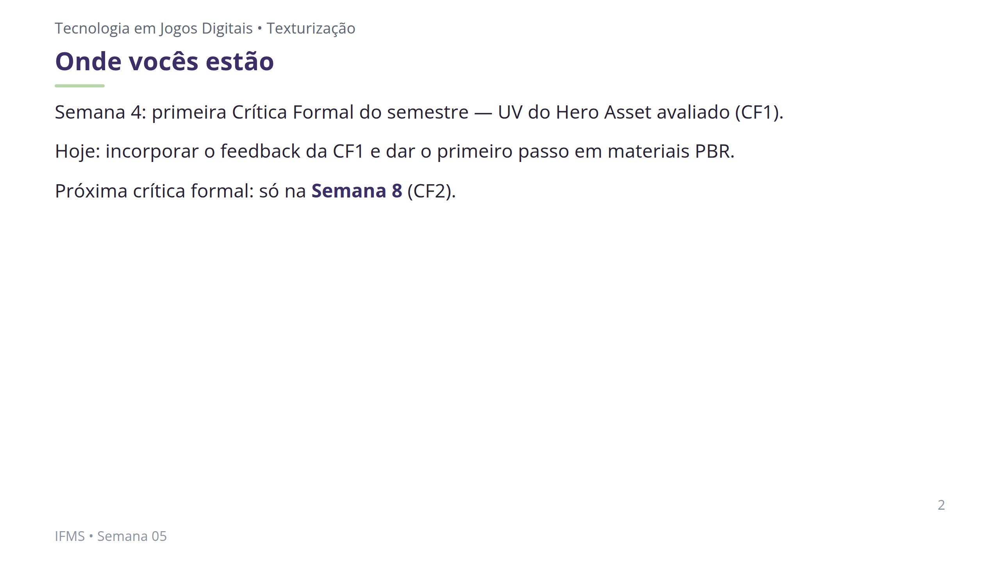 Tecnologia em Jogos Digitais • Texturização
Onde vocês estão
Semana 4: primeira Crítica Formal do semestre — UV do Hero Asset avaliado (CF1).
Hoje: incorporar o feedback da CF1 e dar o primeiro passo em materiais PBR.
Próxima crítica formal: só na Semana 8 (CF2).
2
IFMS • Semana 05